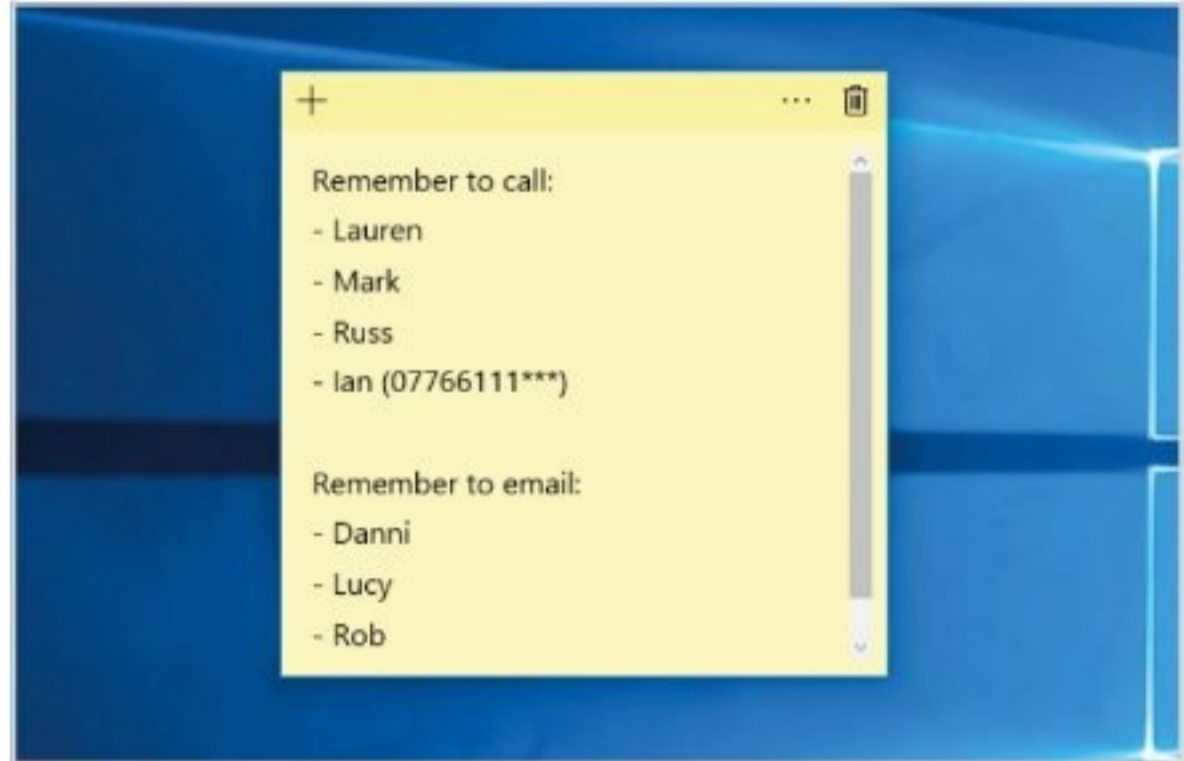 Remember to call:
- Lauren
- Mark
- Russ
- Ian (07766111***)
Remember to email:
- Danni
- Lucy
- Rob